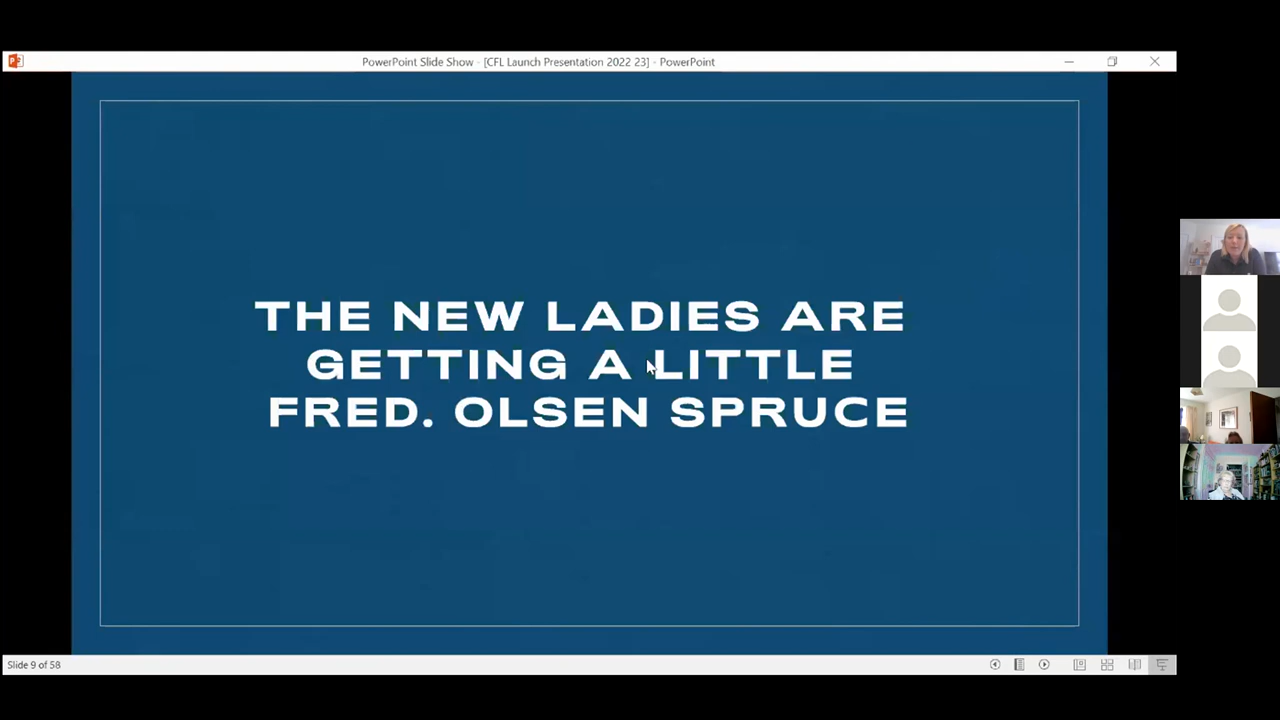 PowerPoint Slide Show - [CFL Launch Presentation 2022 23] - PowerPoint
THE NEW LADIES ARE
GETTING A LITTLE
FRED. OLSEN SPRUCE
Slide 9 of 58